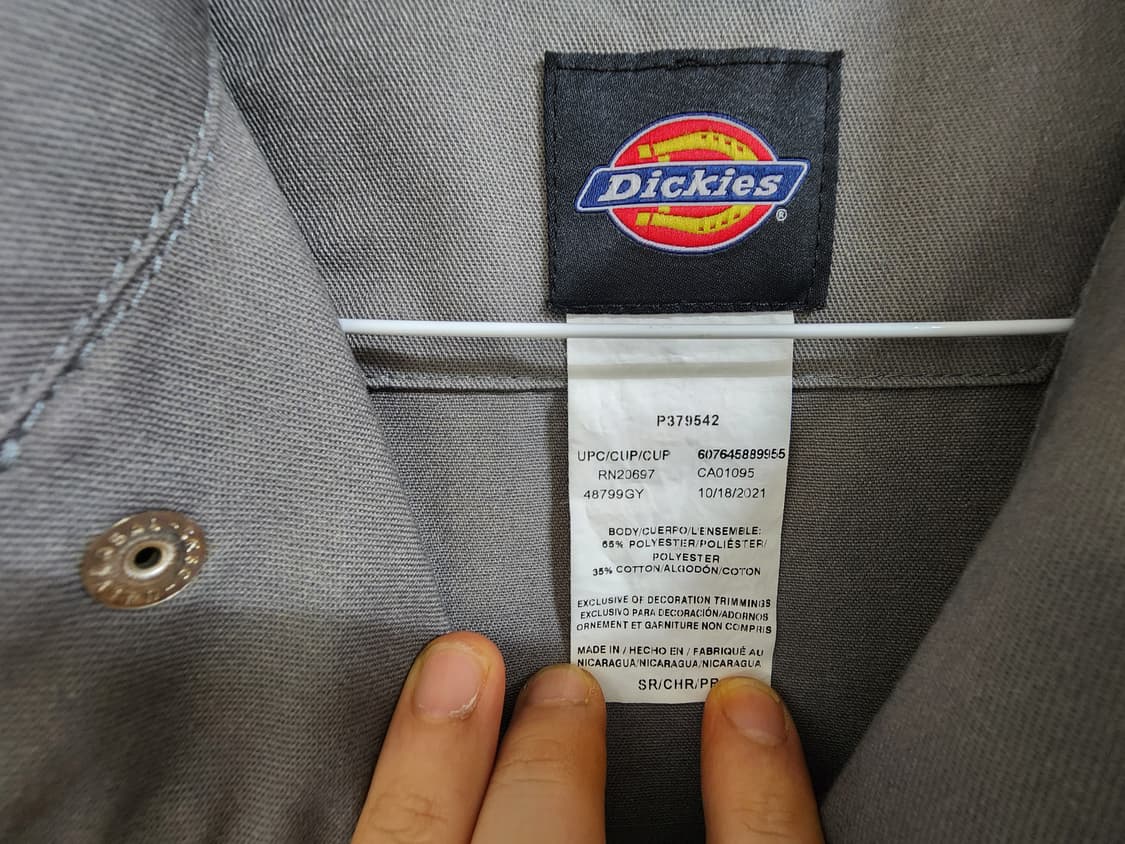 Dickies ®
P379542
UPC/CUP/CUP 607645889955
RN20697 CA01095
48799GY 10/18/2021
BODY/CUERPO/L'ENSEMBLE:
65% POLYESTER/POLIÉSTER/
POLYESTER
35% COTTON/ALGODÓN/COTON
EXCLUSIVE OF DECORATION TRIMMINGS
EXCLUSIVO PARA DECORACIÓN/ADORNOS
ORNEMENT ET GARNITURE NON COMPRIS
MADE IN / HECHO EN / FABRIQUÉ AU
NICARAGUA/NICARAGUA/NICARAGUA
SR/CHR/PR